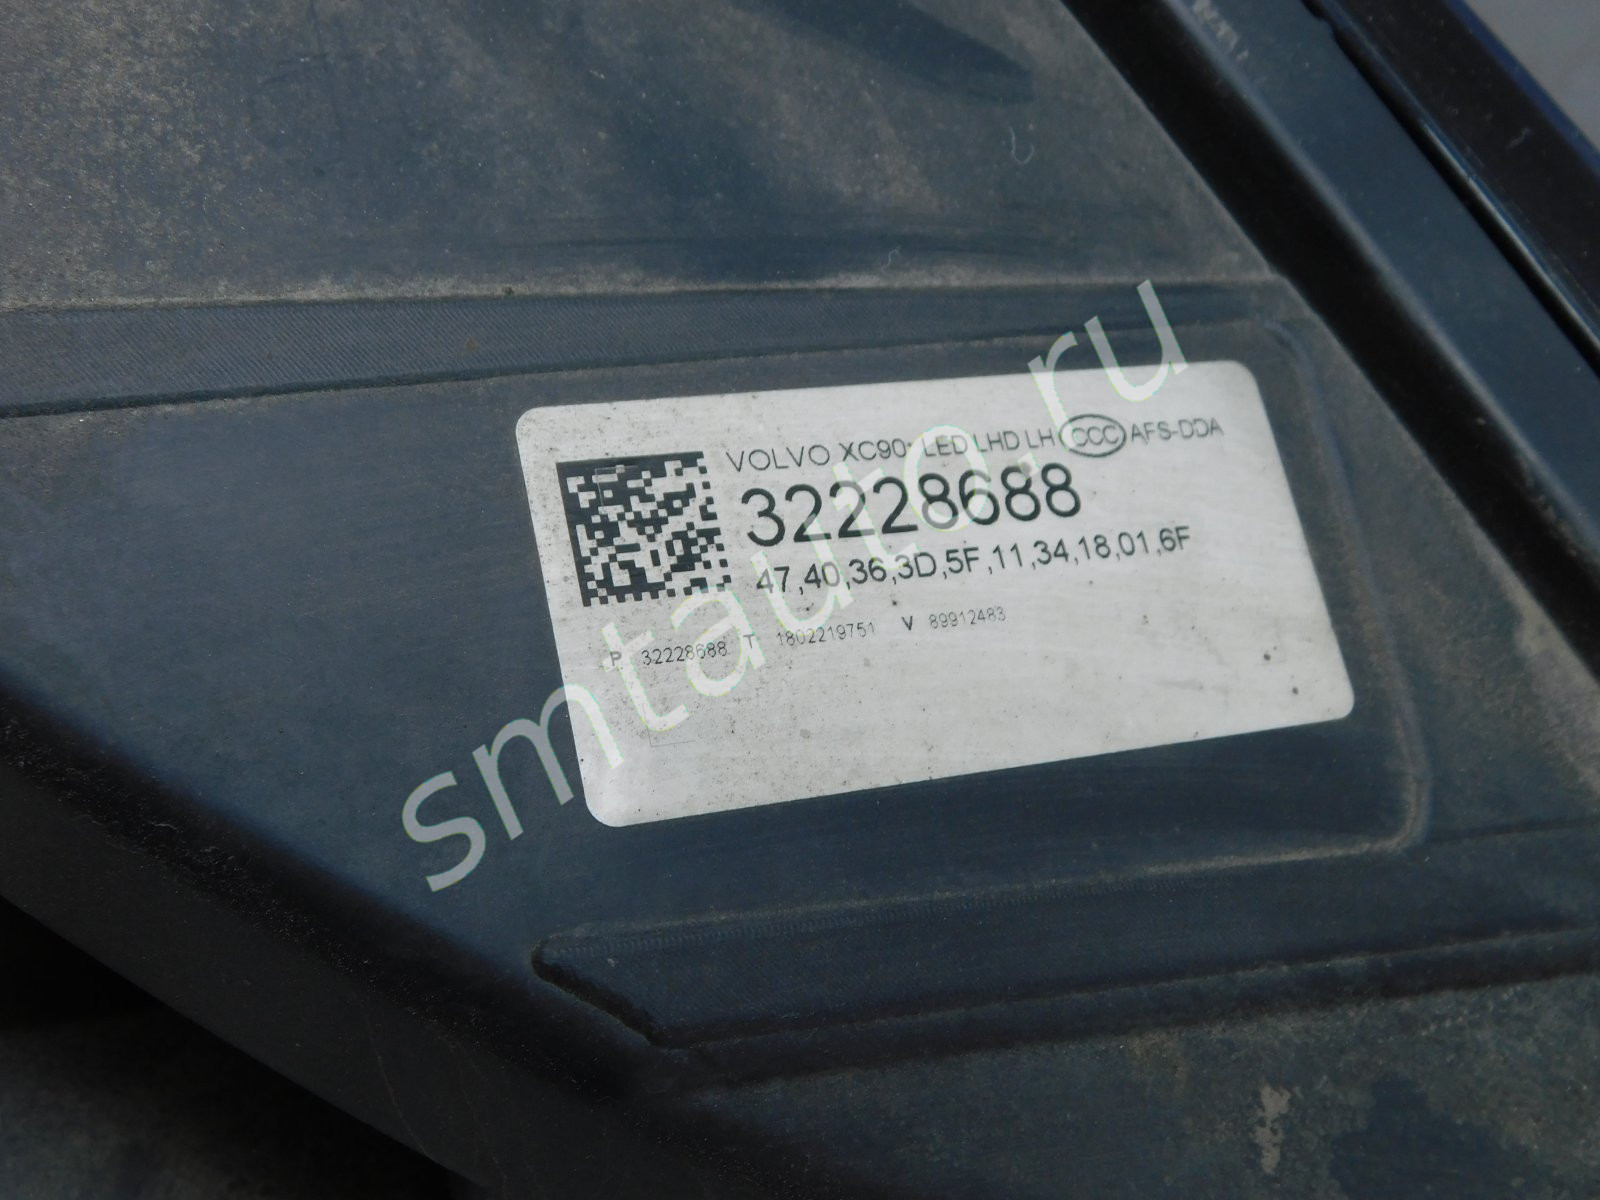 VOLVO XC90; LED LHD LH CCC AFS-DDA
32228688
47,40,36,3D,5F,11,34,18,01,6F
P 32228688 T 1802219751 V 89912483
smtauto.ru